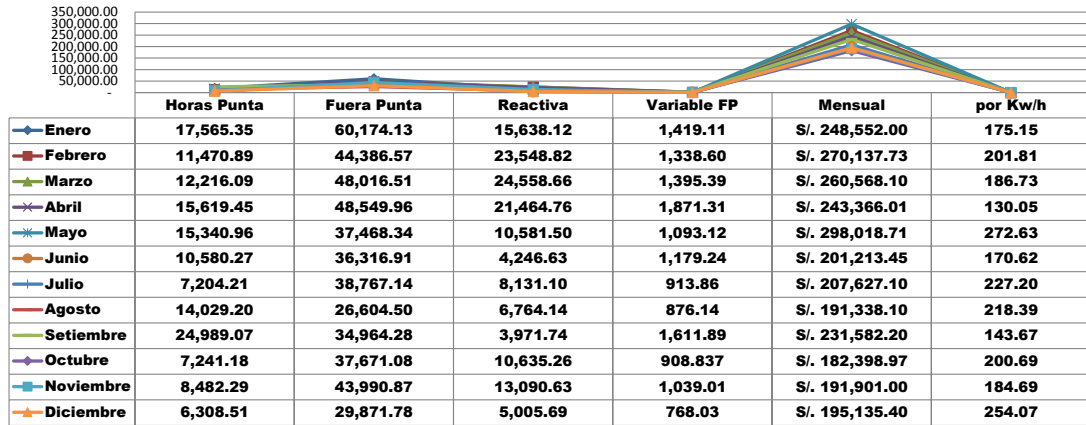 350,000.00
300,000.00
250,000.00
200,000.00
150,000.00
100,000.00
50,000.00
-
Horas Punta Fuera Punta Reactiva Variable FP Mensual por Kw/h
Enero 17,565.35 60,174.13 15,638.12 1,419.11 S/. 248,552.00 175.15
Febrero 11,470.89 44,386.57 23,548.82 1,338.60 S/. 270,137.73 201.81
Marzo 12,216.09 48,016.51 24,558.66 1,395.39 S/. 260,568.10 186.73
Abril 15,619.45 48,549.96 21,464.76 1,871.31 S/. 243,366.01 130.05
Mayo 15,340.96 37,468.34 10,581.50 1,093.12 S/. 298,018.71 272.63
Junio 10,580.27 36,316.91 4,246.63 1,179.24 S/. 201,213.45 170.62
Julio 7,204.21 38,767.14 8,131.10 913.86 S/. 207,627.10 227.20
Agosto 14,029.20 26,604.50 6,764.14 876.14 S/. 191,338.10 218.39
Setiembre 24,989.07 34,964.28 3,971.74 1,611.89 S/. 231,582.20 143.67
Octubre 7,241.18 37,671.08 10,635.26 908.837 S/. 182,398.97 200.69
Noviembre 8,482.29 43,990.87 13,090.63 1,039.01 S/. 191,901.00 184.69
Diciembre 6,308.51 29,871.78 5,005.69 768.03 S/. 195,135.40 254.07